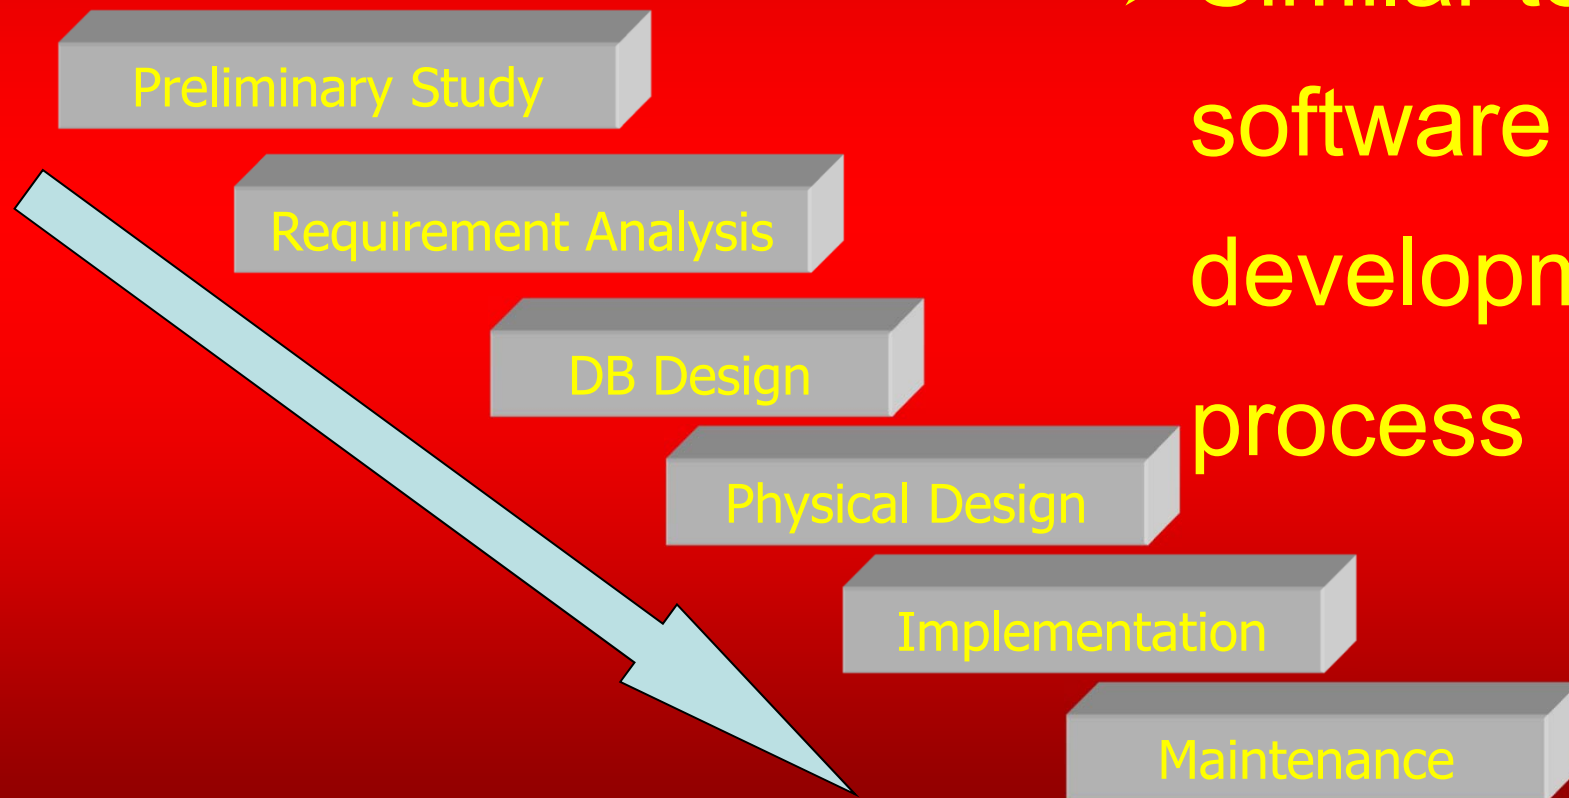 Preliminary Study
Requirement Analysis
DB Design
Physical Design
Implementation
Maintenance
software
process